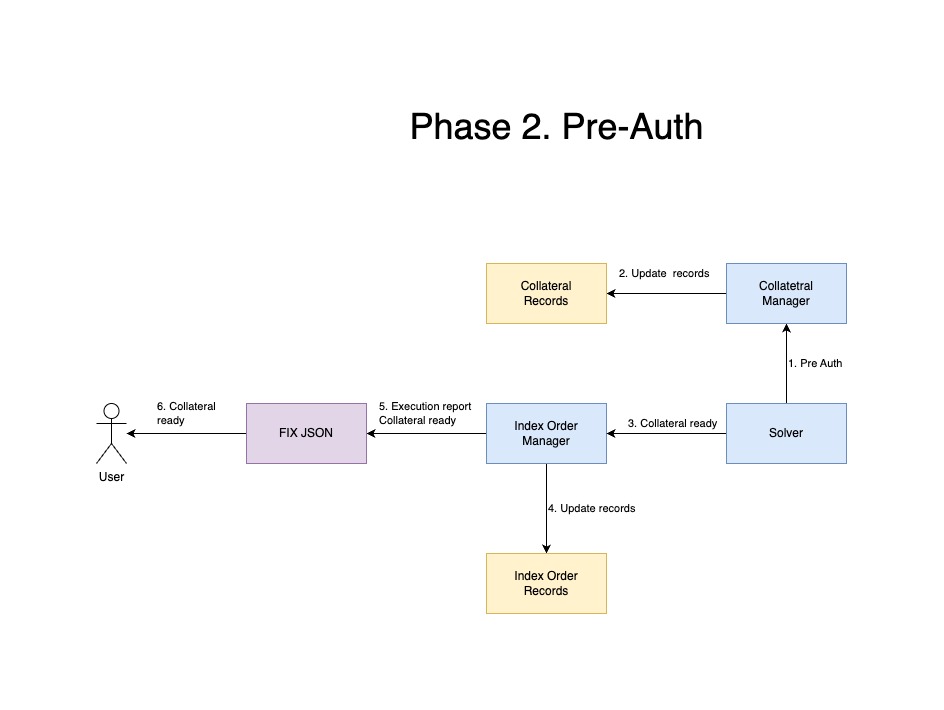 Phase 2. Pre-Auth
Collateral
Records
2. Update  records
Collatetral
Manager
1. Pre Auth
6. Collateral
ready
User
FIX JSON
5. Execution report
Collateral ready
Index Order
Manager
3. Collateral ready
Solver
4. Update records
Index Order
Records